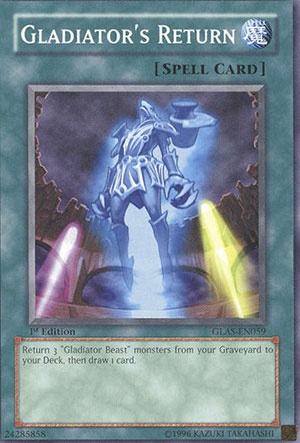 GLADIATOR'S RETURN 魔
[SPELL CARD]
1st Edition GLAS-EN059
Return 3 "Gladiator Beast" monsters from your Graveyard to
your Deck, then draw 1 card.
24285858 ©1996 KAZUKI TAKAHASHI